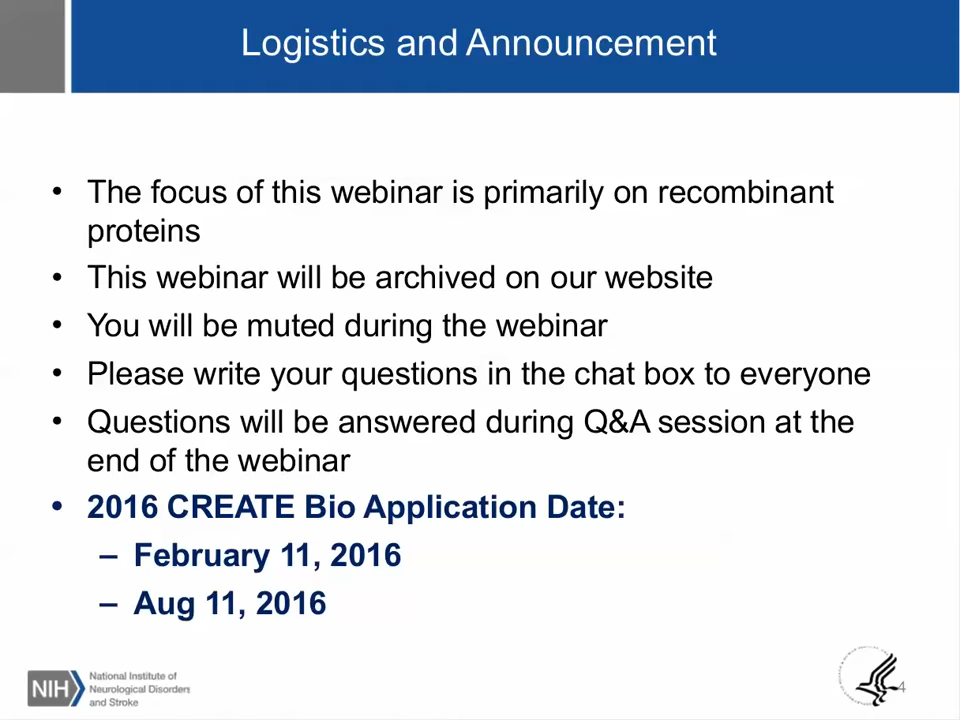 Logistics and Announcement
• The focus of this webinar is primarily on recombinant
proteins
• This webinar will be archived on our website
• You will be muted during the webinar
• Please write your questions in the chat box to everyone
• Questions will be answered during Q&A session at the
end of the webinar
• 2016 CREATE Bio Application Date:
– February 11, 2016
– Aug 11, 2016
NIH
National Institute of
Neurological Disorders
and Stroke
4